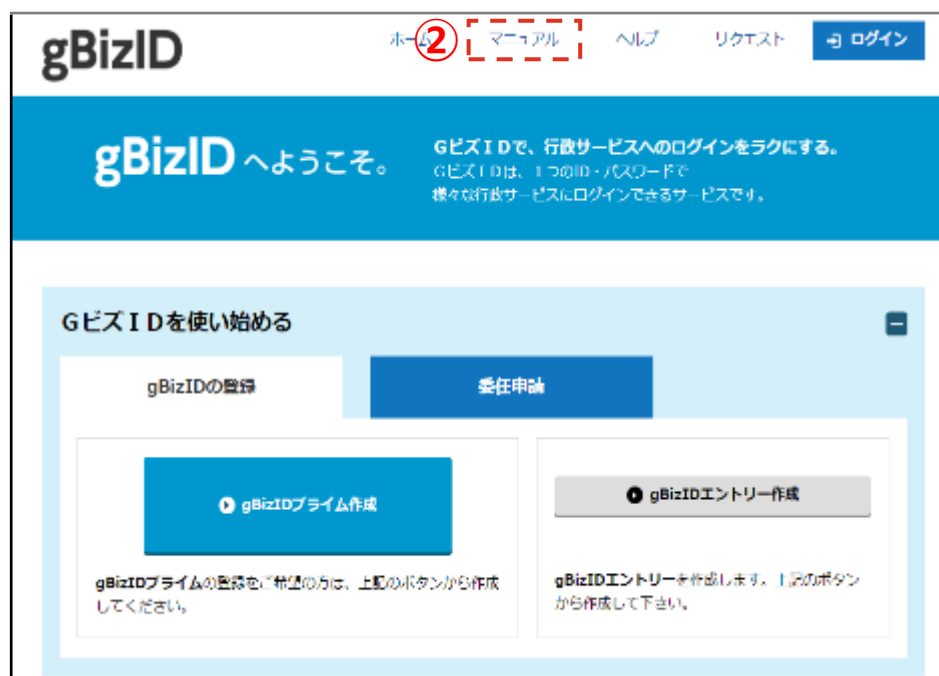 gBizID
ホーム ② マニュアル ヘルプ リクエスト ログイン
gBizID へようこそ。
GビズIDで、行政サービスへのログインをラクにする。
GビズIDは、1つのID・パスワードで
様々な行政サービスにログインできるサービスです。
GビズIDを使い始める
gBizIDの登録 委任申請
gBizIDプライム作成
gBizIDプライムの登録をご希望の方は、上記のボタンから作成
してください。
gBizIDエントリー作成
gBizIDエントリーを作成します。上記のボタン
から作成して下さい。